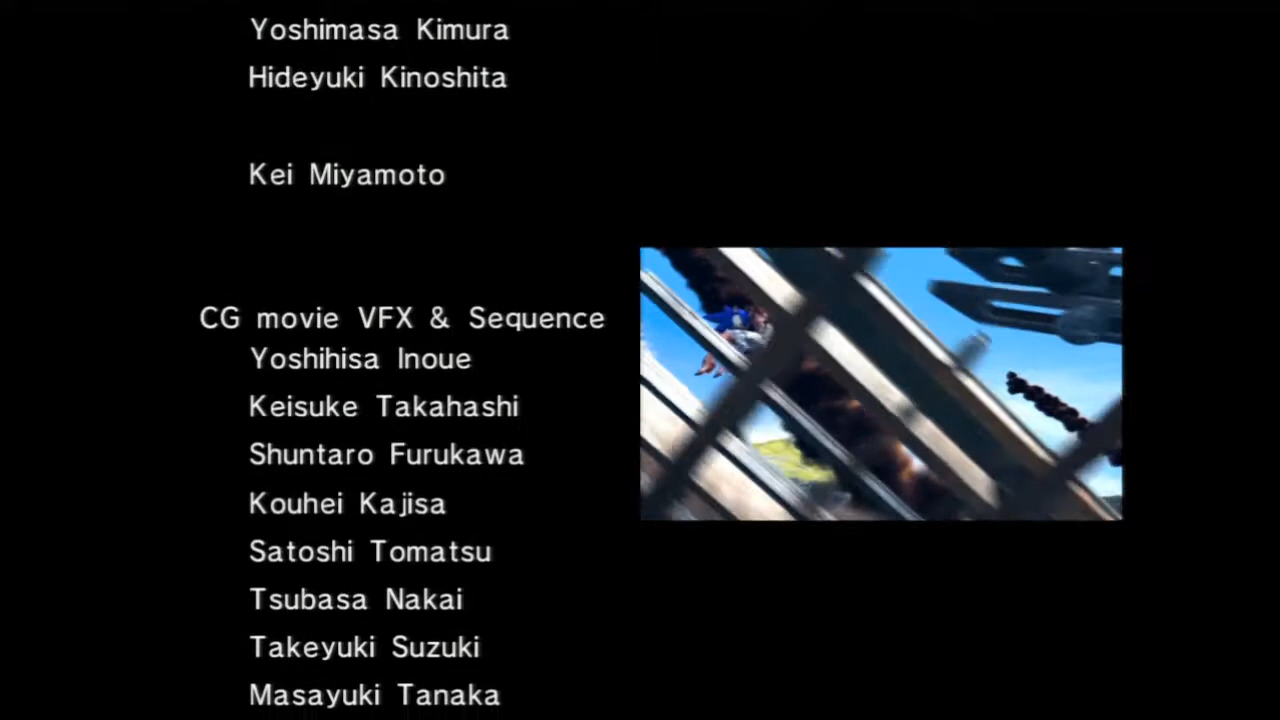 Yoshimasa Kimura
Hideyuki Kinoshita
Kei Miyamoto
CG movie VFX & Sequence
Yoshihisa Inoue
Keisuke Takahashi
Shuntaro Furukawa
Kouhei Kajisa
Satoshi Tomatsu
Tsubasa Nakai
Takeyuki Suzuki
Masayuki Tanaka